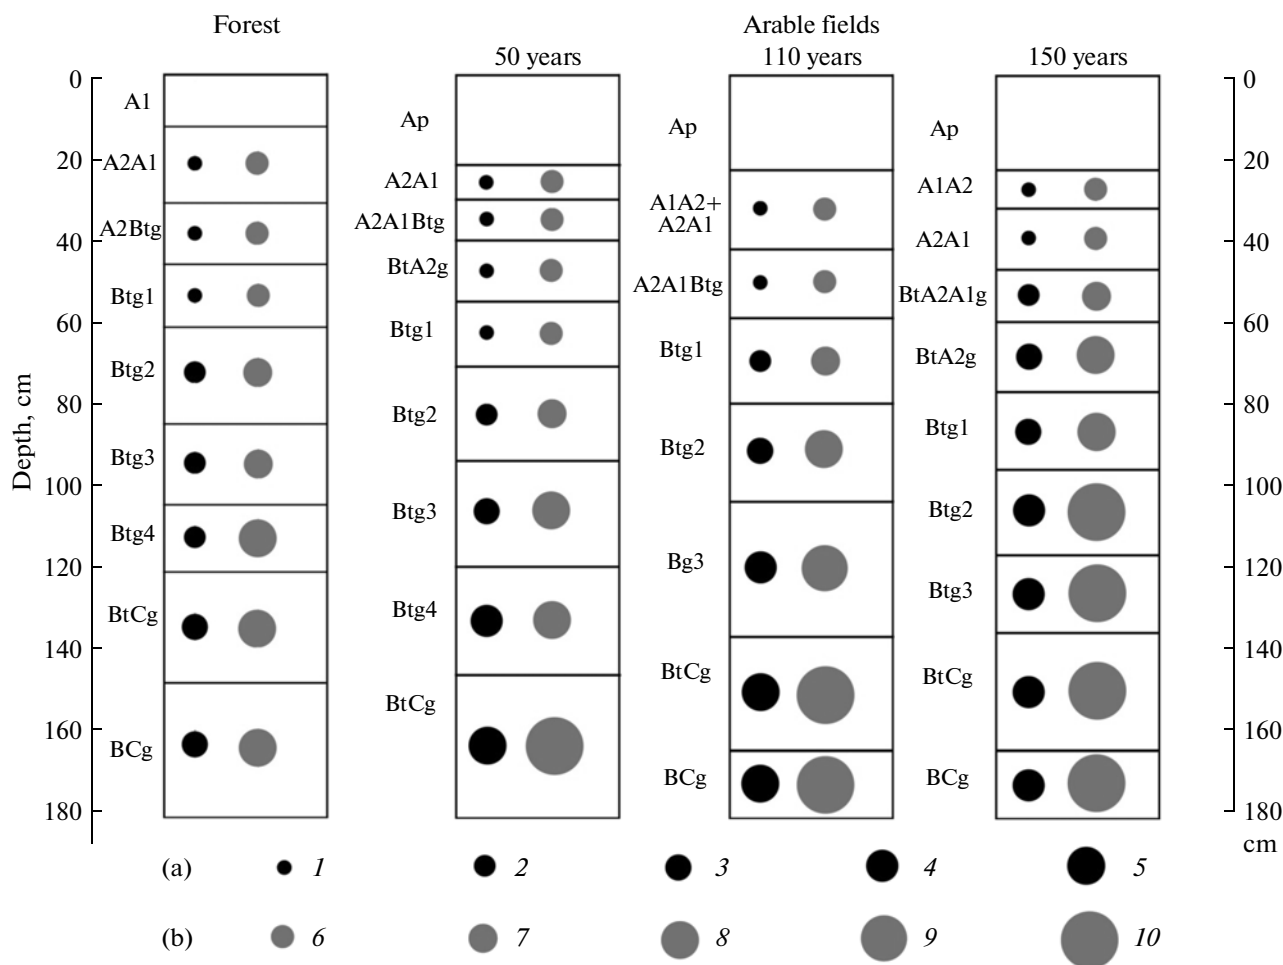 Forest
Arable fields
50 years
110 years
150 years
Depth, cm
0
20
40
60
80
100
120
140
160
180
A1
A2A1
A2Btg
Btg1
Btg2
Btg3
Btg4
BtCg
BCg
Ap
A2A1
A2A1Btg
BtA2g
Btg1
Btg2
Btg3
Btg4
BtCg
Ap
A1A2+
A2A1
A2A1Btg
Btg1
Btg2
Bg3
BtCg
BCg
Ap
A1A2
A2A1
BtA2A1g
BtA2g
Btg1
Btg2
Btg3
BtCg
BCg
0
20
40
60
80
100
120
140
160
180
cm
(a) 1 2 3 4 5
(b) 6 7 8 9 10